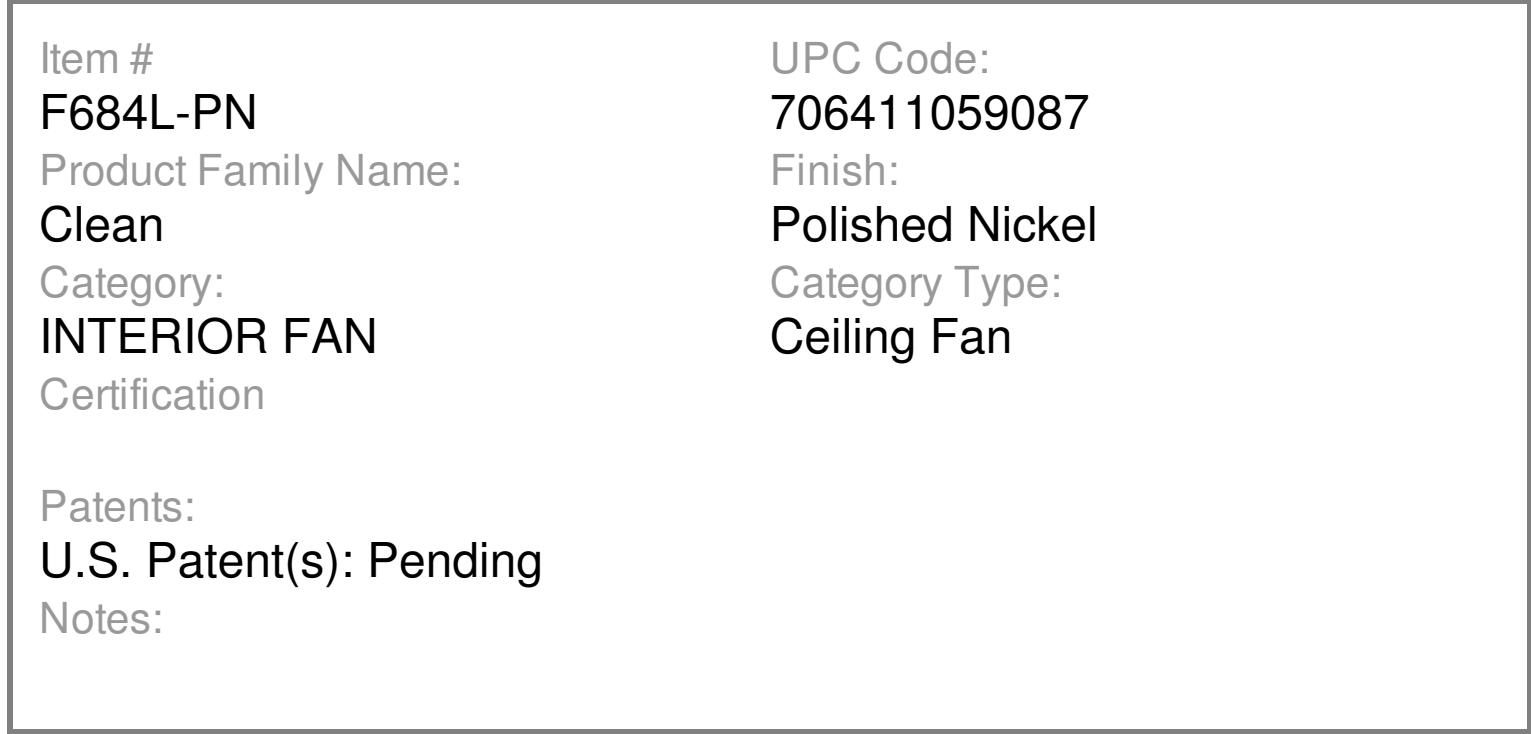 Item #
UPC Code:
F684L-PN
706411059087
Product Family Name:
Finish:
Clean
Polished Nickel
Category:
Category Type:
INTERIOR FAN
Ceiling Fan
Certification
Patents:
U.S. Patent(s): Pending
Notes: